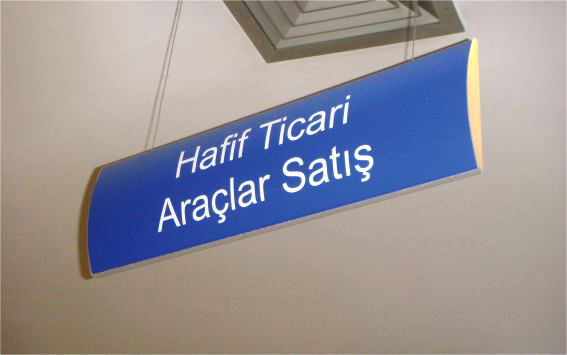 Hafif Ticari
Araçlar Satış